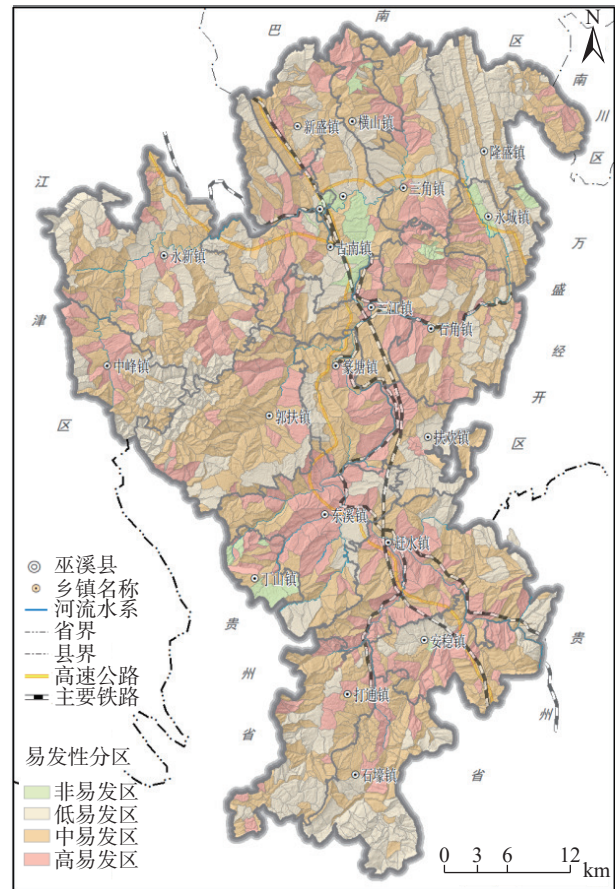 巴
南
区
N
南
川
区
新盛镇
横山镇
隆盛镇
三角镇
永城镇
江
津
区
永新镇
古南镇
万
盛
经
开
区
三江镇
石角镇
中峰镇
篆塘镇
郭扶镇
扶欢镇
东溪镇
赶水镇
丁山镇
安稳镇
打通镇
石壕镇
贵
州
省
贵
州
省
巫溪县
乡镇名称
河流水系
省界
县界
高速公路
主要铁路
易发性分区
非易发区
低易发区
中易发区
高易发区
0 3 6 12
km